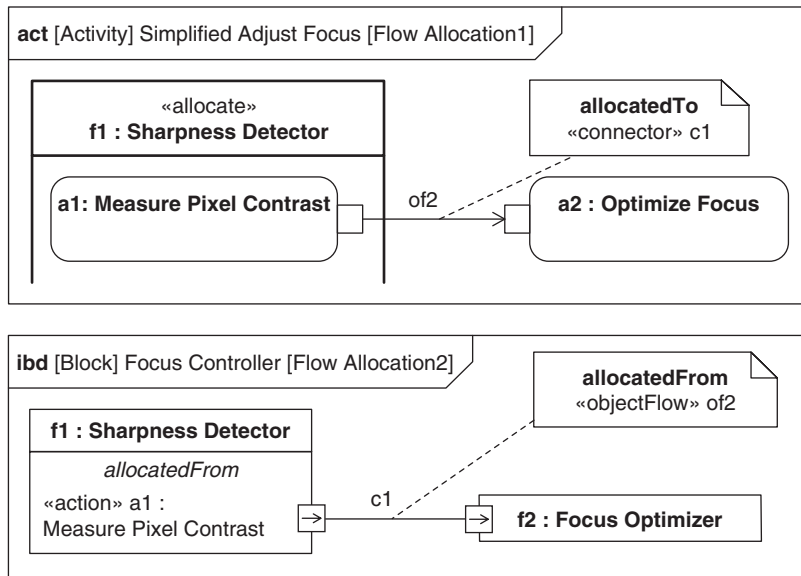 act [Activity] Simplified Adjust Focus [Flow Allocation1]
«allocate»
f1 : Sharpness Detector
allocatedTo
«connector» c1
a1: Measure Pixel Contrast
of2
a2 : Optimize Focus
ibd [Block] Focus Controller [Flow Allocation2]
allocatedFrom
«objectFlow» of2
f1 : Sharpness Detector
allocatedFrom
«action» a1 :
Measure Pixel Contrast
c1
f2 : Focus Optimizer